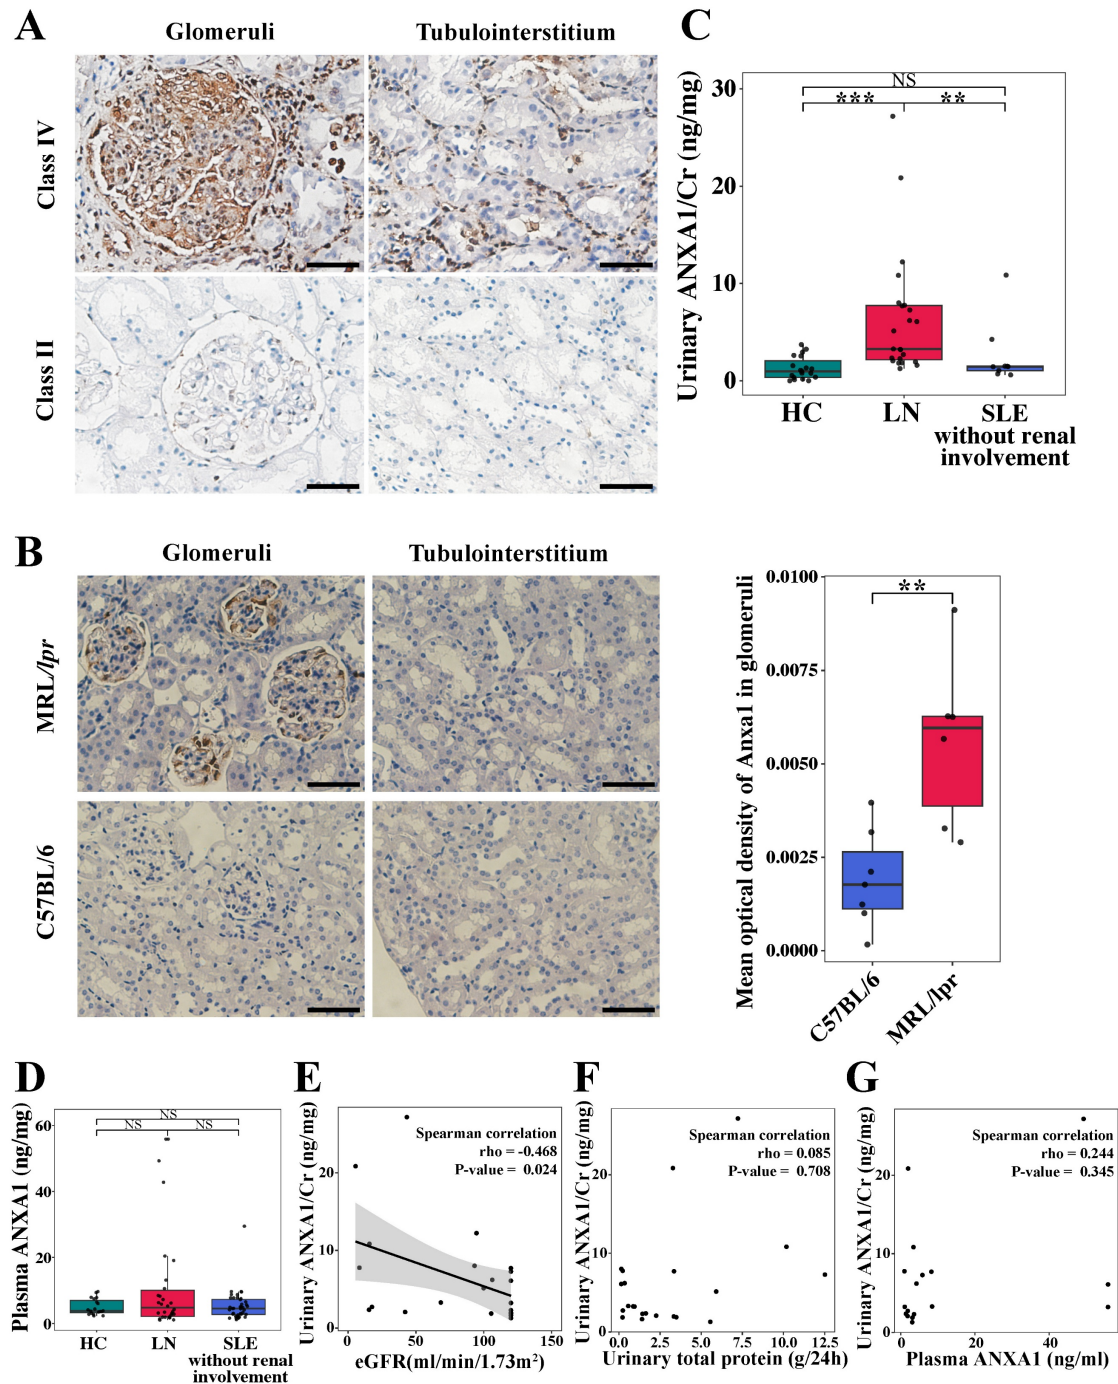 A
Glomeruli
Tubulointerstitium
Class IV
Class II
C
Urinary ANXA1/Cr (ng/mg)
30
20
10
0
NS
***
**
HC
LN
SLE
without renal
involvement
B
Glomeruli
Tubulointerstitium
MRL/lpr
C57BL/6
Mean optical density of Anxa1 in glomeruli
0.0100
0.0075
0.0050
0.0025
0.0000
**
C57BL/6
MRL/lpr
D
Plasma ANXA1 (ng/mg)
60
40
20
0
NS
NS
NS
HC
LN
SLE
without renal
involvement
E
Urinary ANXA1/Cr (ng/mg)
20
10
0
Spearman correlation
rho = -0.468
P-value = 0.024
0
50
100
150
eGFR(ml/min/1.73m²)
F
Urinary ANXA1/Cr (ng/mg)
20
10
0
Spearman correlation
rho = 0.085
P-value = 0.708
0.0
2.5
5.0
7.5
10.0
12.5
Urinary total protein (g/24h)
G
Urinary ANXA1/Cr (ng/mg)
20
10
0
Spearman correlation
rho = 0.244
P-value = 0.345
0
20
40
Plasma ANXA1 (ng/ml)